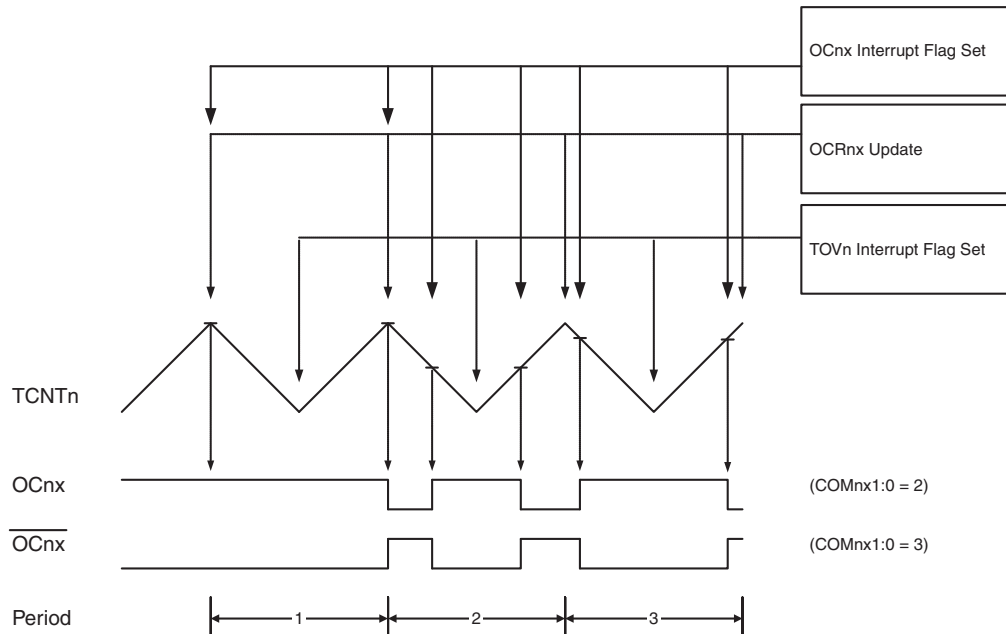 OCnx Interrupt Flag Set
OCRnx Update
TOVn Interrupt Flag Set
TCNTn
OCnx
(COMnx1:0 = 2)
OCnx
(COMnx1:0 = 3)
Period
1
2
3